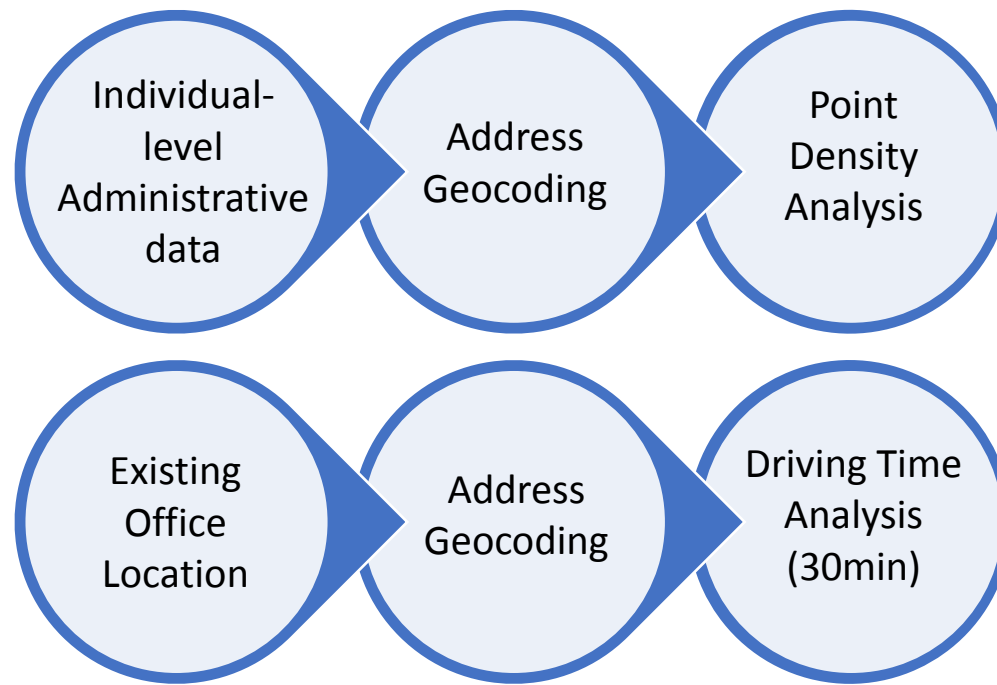 Individual-
level
Administrative
data
Address
Geocoding
Point
Density
Analysis
Existing
Office
Location
Address
Geocoding
Driving Time
Analysis
(30min)